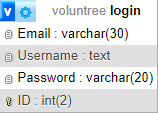 v voluntree login
Email : varchar(30)
Username : text
Password : varchar(20)
ID : int(2)